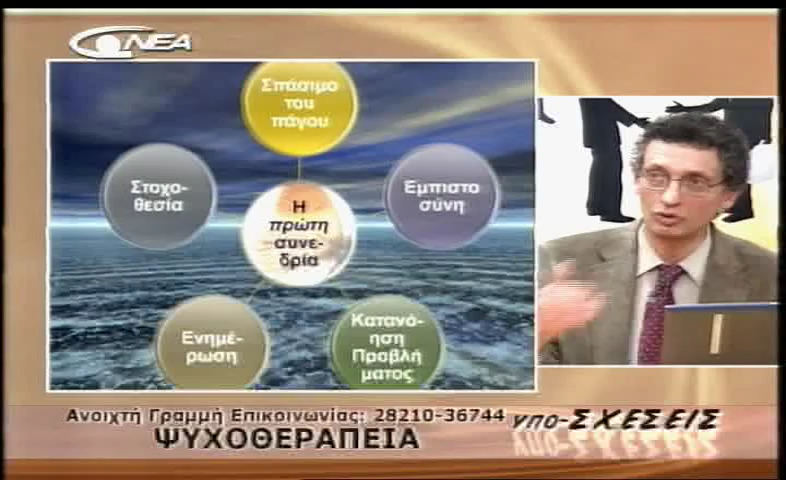 ΝΕΑ
Σπάσιμο
του
πάγου
Στοχο-
θεσία
Εμπιστο
σύνη
Η
πρώτη
συνε-
δρία
Ενημέ-
ρωση
Κατανό-
ηση
Προβλή
ματος
Ανοιχτή Γραμμή Επικοινωνίας: 28210-36744
υπο-ΣΧΕΣΕΙΣ
ΨΥΧΟΘΕΡΑΠΕΙΑ